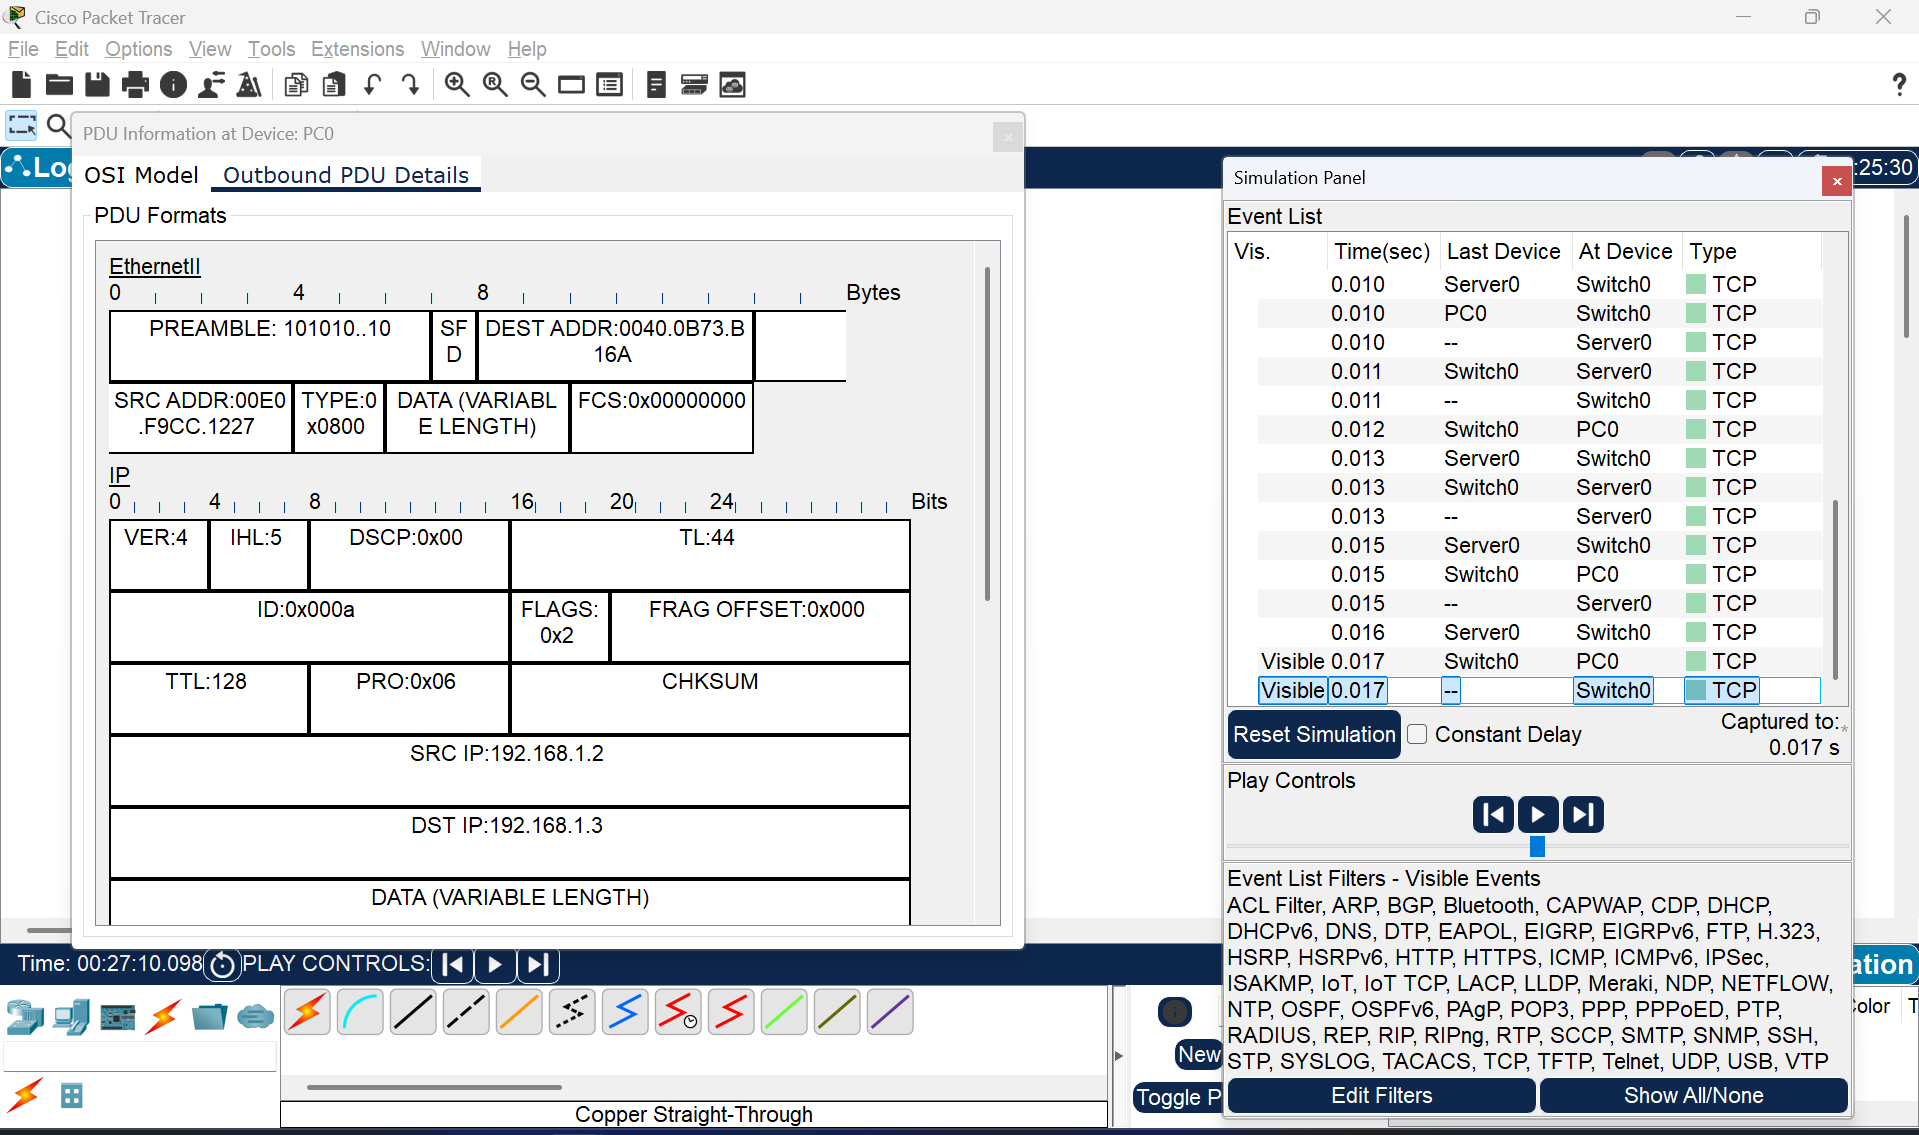 Cisco Packet Tracer
File Edit Options View Tools Extensions Window Help
PDU Information at Device: PC0
OSI Model Outbound PDU Details
PDU Formats
EthernetII
0 4 8 Bytes
PREAMBLE: 101010..10
SF
D
DEST ADDR:0040.0B73.B
16A
SRC ADDR:00E0
.F9CC.1227
TYPE:0
x0800
DATA (VARIABL
E LENGTH)
FCS:0x00000000
IP
0 4 8 16 20 24 Bits
VER:4 IHL:5 DSCP:0x00 TL:44
ID:0x000a
FLAGS:
0x2
FRAG OFFSET:0x000
TTL:128 PRO:0x06 CHKSUM
SRC IP:192.168.1.2
DST IP:192.168.1.3
DATA (VARIABLE LENGTH)
:25:30
Simulation Panel
Event List
Vis. Time(sec) Last Device At Device Type
0.010 Server0 Switch0 TCP
0.010 PC0 Switch0 TCP
0.010 -- Server0 TCP
0.011 Switch0 Server0 TCP
0.011 -- Switch0 TCP
0.012 Switch0 PC0 TCP
0.013 Server0 Switch0 TCP
0.013 Switch0 Server0 TCP
0.013 -- Server0 TCP
0.015 Server0 Switch0 TCP
0.015 Switch0 PC0 TCP
0.015 -- Server0 TCP
0.016 Server0 Switch0 TCP
Visible 0.017 Switch0 PC0 TCP
Visible 0.017 -- Switch0 TCP
Reset Simulation Constant Delay
Captured to:
0.017 s
*
Play Controls
Event List Filters - Visible Events
ACL Filter, ARP, BGP, Bluetooth, CAPWAP, CDP, DHCP,
DHCPv6, DNS, DTP, EAPOL, EIGRP, EIGRPv6, FTP, H.323,
HSRP, HSRPv6, HTTP, HTTPS, ICMP, ICMPv6, IPSec,
ISAKMP, IoT, IoT TCP, LACP, LLDP, Meraki, NDP, NETFLOW,
NTP, OSPF, OSPFv6, PAgP, POP3, PPP, PPPoED, PTP,
RADIUS, REP, RIP, RIPng, RTP, SCCP, SMTP, SNMP, SSH,
STP, SYSLOG, TACACS, TCP, TFTP, Telnet, UDP, USB, VTP
Edit Filters Show All/None
Time: 00:27:10.098 PLAY CONTROLS:
ation
New
Toggle P
Copper Straight-Through